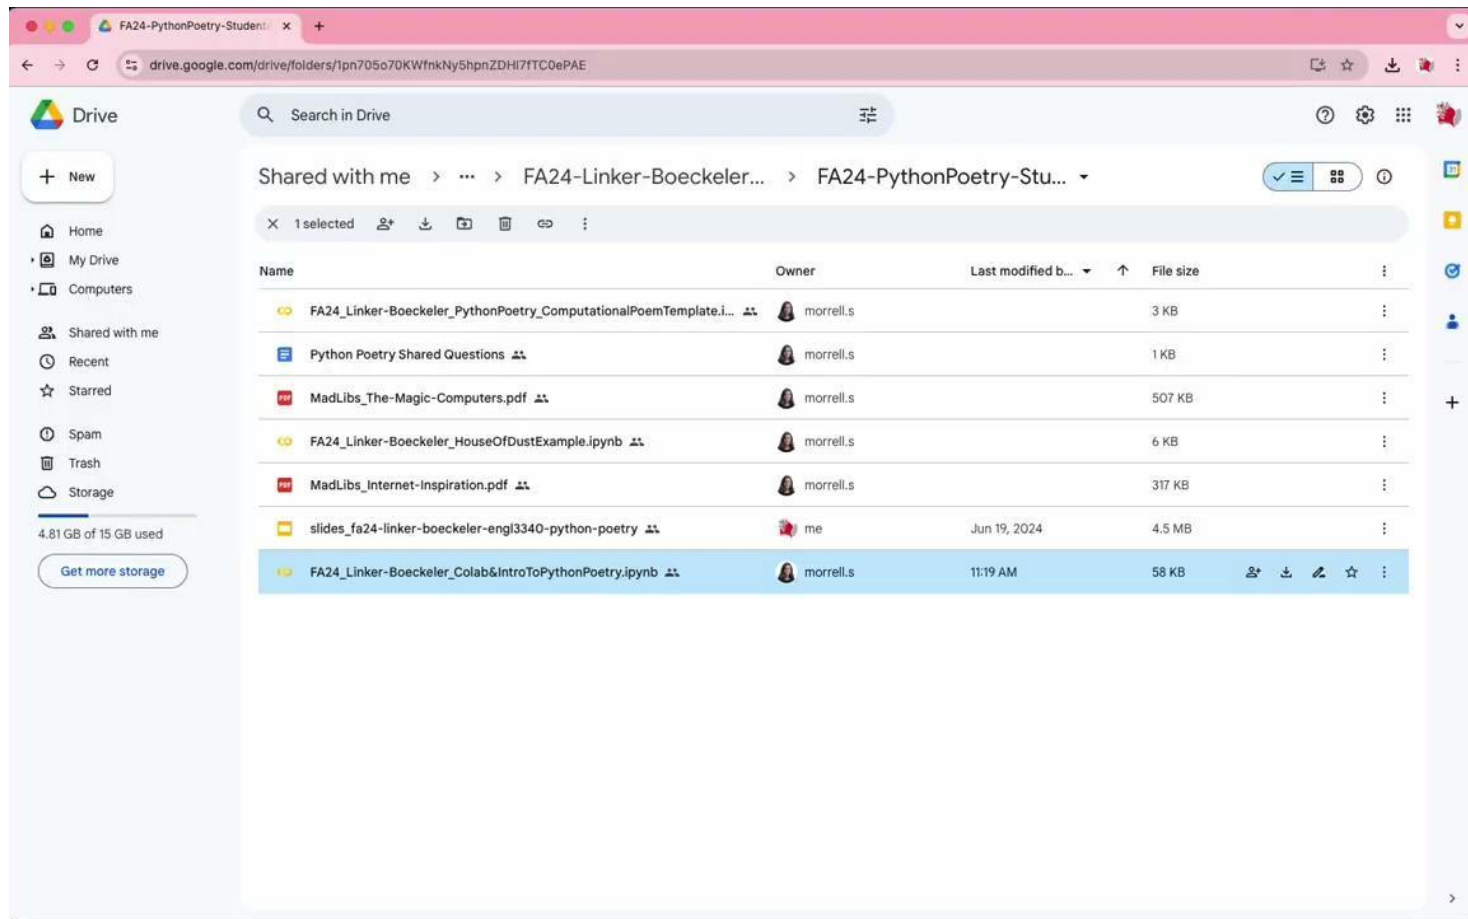 FA24-PythonPoetry-Student
drive.google.com/drive/folders/1pn705o70KWfnkNy5hpnZDHl7fTC0ePAE
Drive
Search in Drive
New
Shared with me > ... > FA24-Linker-Boeckeler... > FA24-PythonPoetry-Stu...
1 selected
Home
My Drive
Computers
Shared with me
Recent
Starred
Spam
Trash
Storage
4.81 GB of 15 GB used
Get more storage
Name Owner Last modified b... File size
FA24_Linker-Boeckeler_PythonPoetry_ComputationalPoemTemplate.i... morrell.s 3 KB
Python Poetry Shared Questions morrell.s 1 KB
PDF MadLibs_The-Magic-Computers.pdf morrell.s 507 KB
FA24_Linker-Boeckeler_HouseOfDustExample.ipynb morrell.s 6 KB
PDF MadLibs_Internet-Inspiration.pdf morrell.s 317 KB
slides_fa24-linker-boeckeler-engl3340-python-poetry me Jun 19, 2024 4.5 MB
FA24_Linker-Boeckeler_Colab&IntroToPythonPoetry.ipynb morrell.s 11:19 AM 58 KB